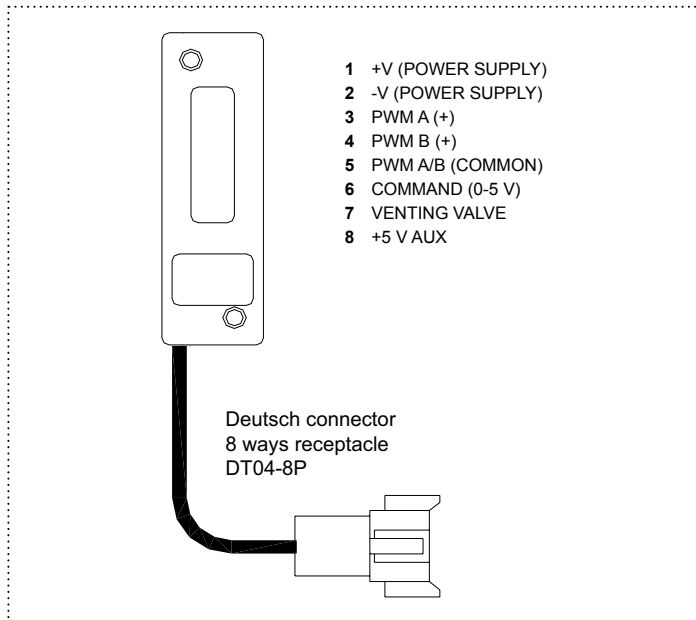 1 +V (POWER SUPPLY)
2 -V (POWER SUPPLY)
3 PWM A (+)
4 PWM B (+)
5 PWM A/B (COMMON)
6 COMMAND (0-5 V)
7 VENTING VALVE
8 +5 V AUX
Deutsch connector
8 ways receptacle
DT04-8P